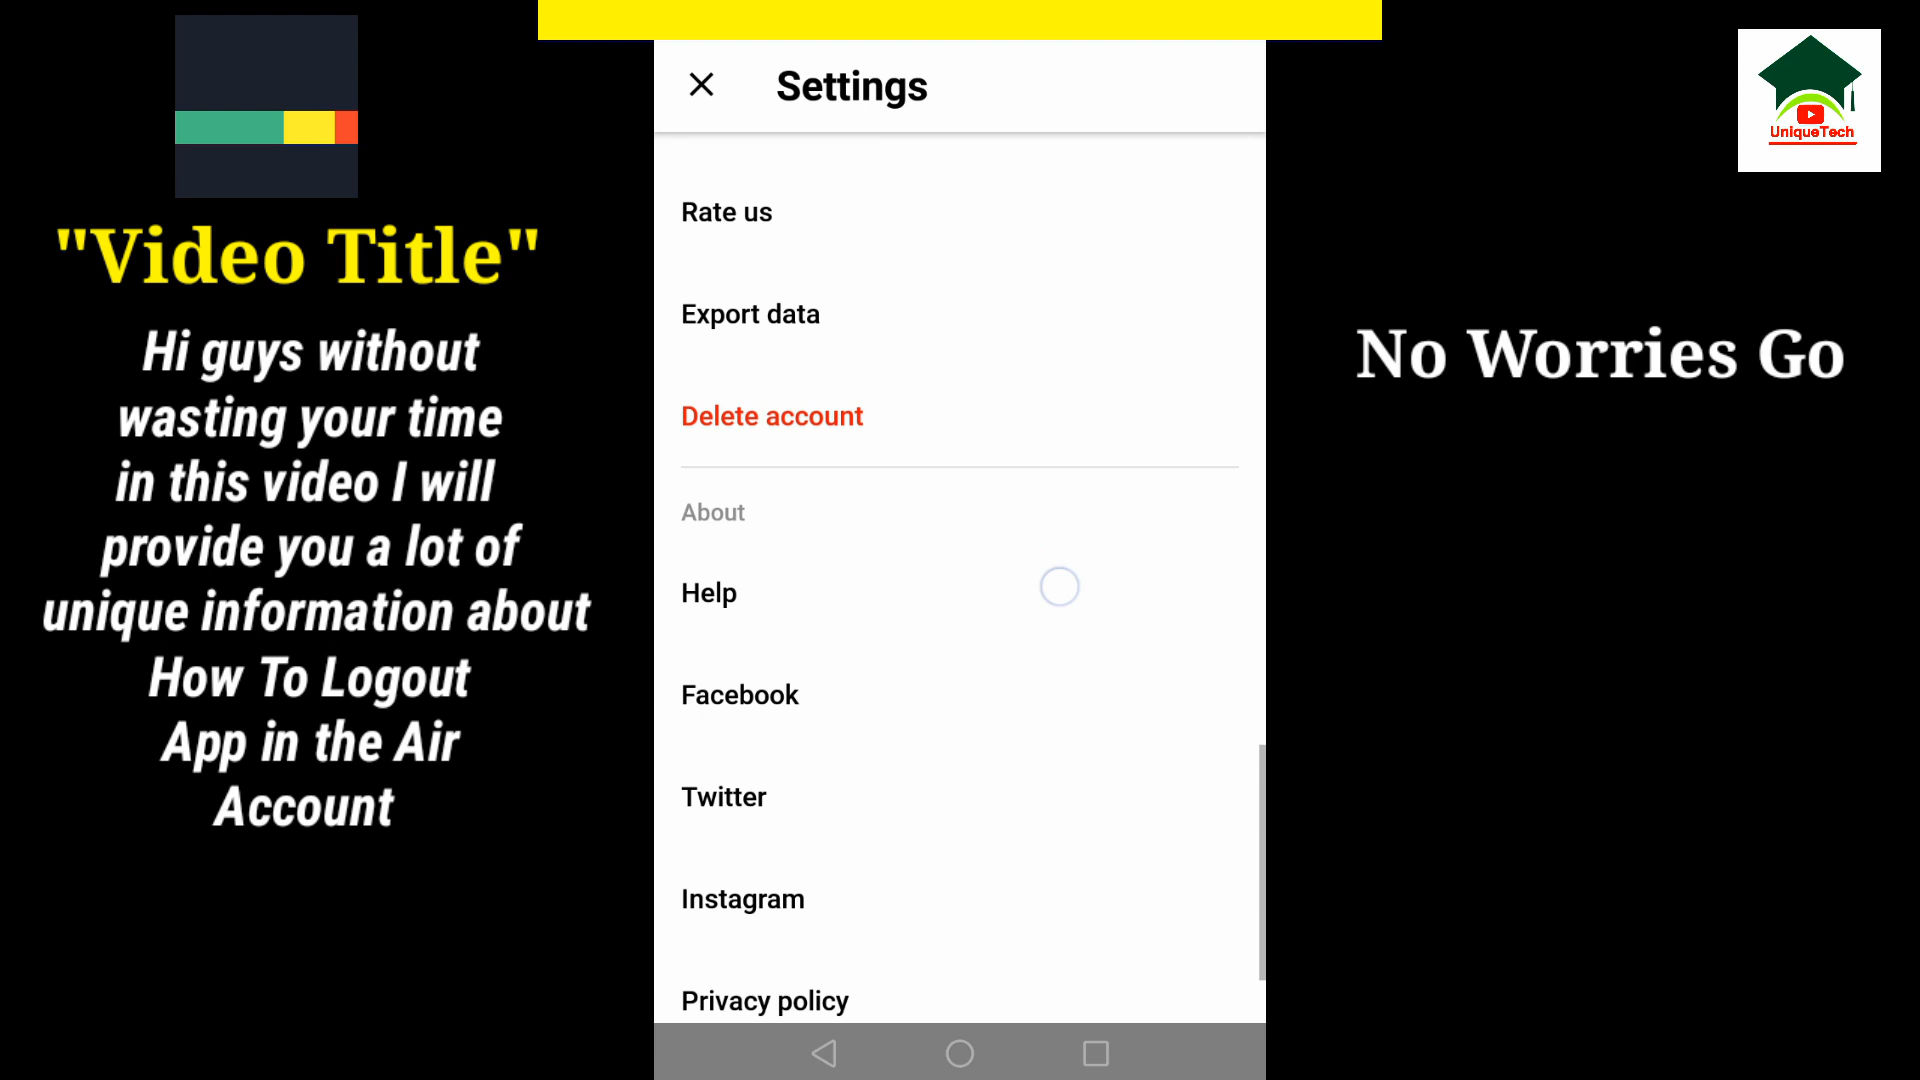 "Video Title"
Hi guys without
wasting your time
in this video I will
provide you a lot of
unique information about
How To Logout
App in the Air
Account
Settings
Rate us
Export data
Delete account
About
Help
Facebook
Twitter
Instagram
Privacy policy
UniqueTech
No Worries Go